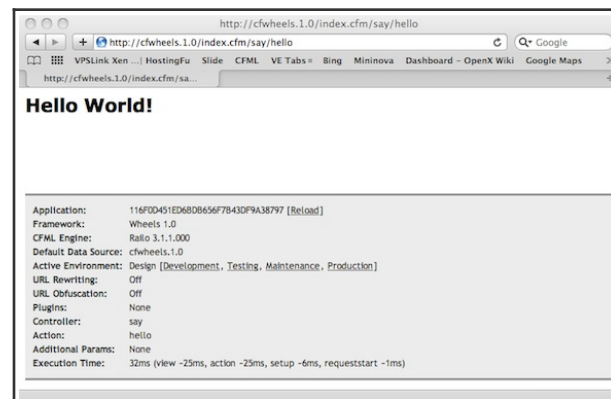 http://cfwheels.1.0/index.cfm/say/hello
http://cfwheels.1.0/index.cfm/say/hello
Google
VPSLink Xen ...| HostingFu Slide CFML VE Tabs Bing Mininova Dashboard – OpenX Wiki Google Maps
http://cfwheels.1.0/index.cfm/sa...
Hello World!
Application: 116F0D451ED6BDB656F7B43DF9A38797 [Reload]
Framework: Wheels 1.0
CFML Engine: Railo 3.1.1.000
Default Data Source: cfwheels.1.0
Active Environment: Design [Development, Testing, Maintenance, Production]
URL Rewriting: Off
URL Obfuscation: Off
Plugins: None
Controller: say
Action: hello
Additional Params: None
Execution Time: 32ms (view ~25ms, action ~25ms, setup ~6ms, requeststart ~1ms)